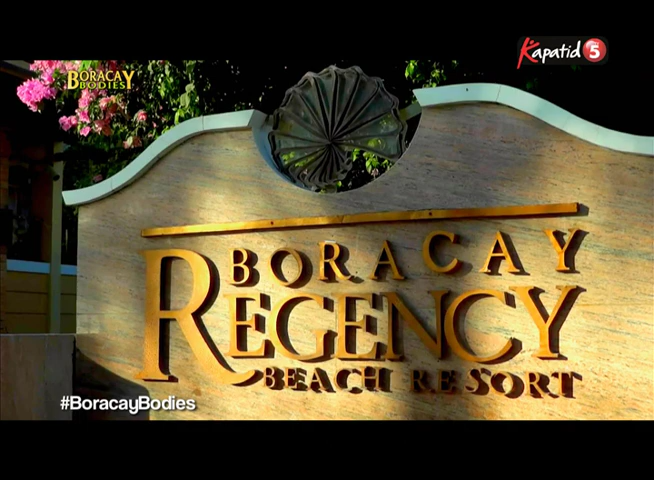 BORACAY
BODIES
Kapatid 5
BORACAY
REGENCY
BEACH RESORT
#BoracayBodies